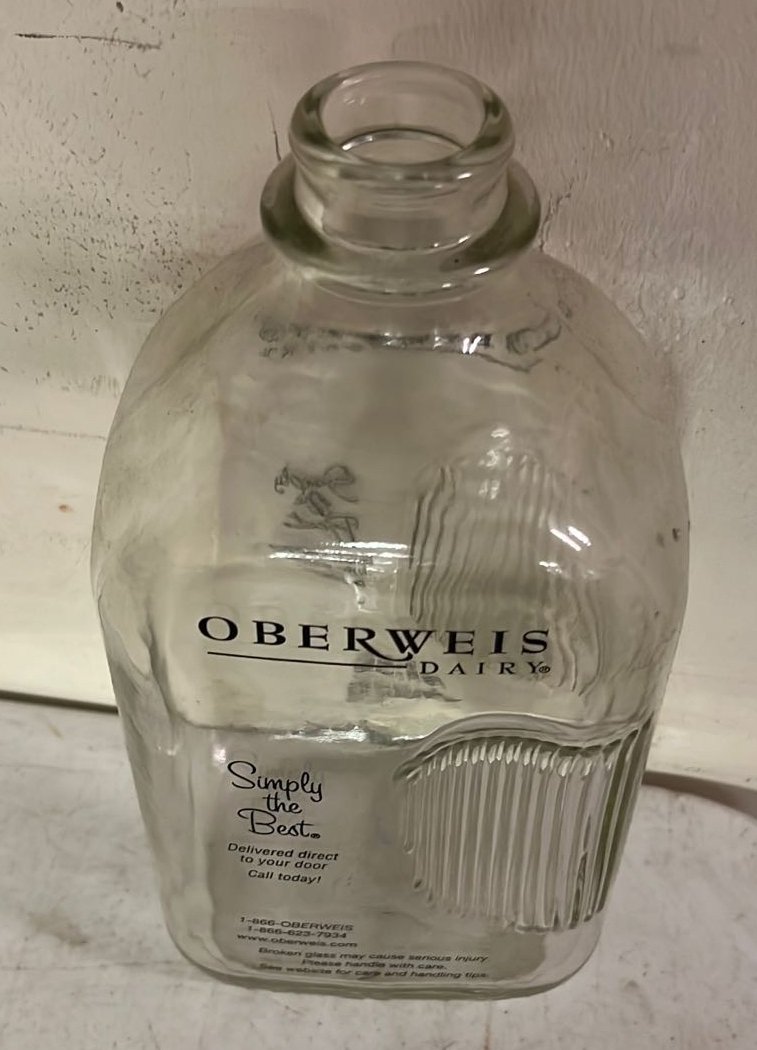 OBERWEIS
DAIRY®
Simply
the
Best®
Delivered direct
to your door
Call today!
1-866-OBERWEIS
1-866-623-7934
www.oberweis.com
Broken glass may cause serious injury
Please handle with care.
See website for care and handling tips.